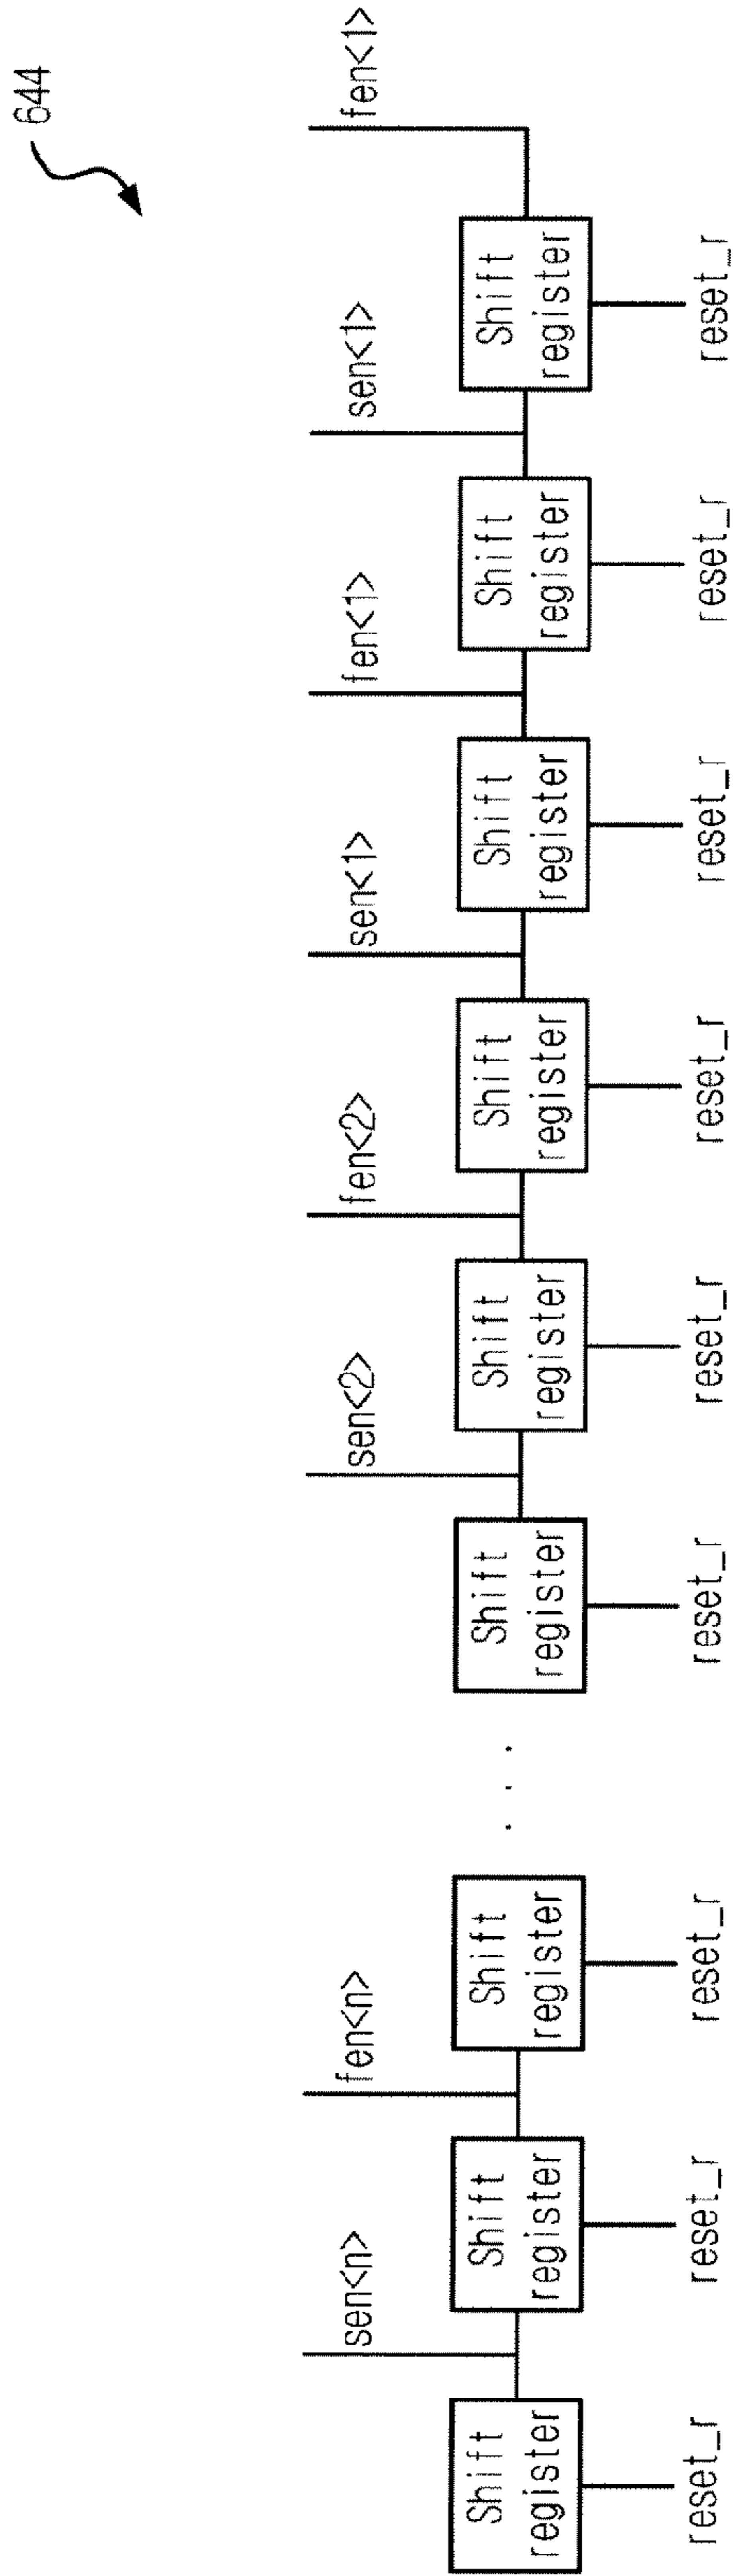 644
sen<n>
fen<n>
sen<2>
fen<2>
sen<1>
fen<1>
sen<1>
fen<1>
Shift
register
Shift
register
Shift
register
. . .
Shift
register
Shift
register
Shift
register
Shift
register
Shift
register
Shift
register
reset_r
reset_r
reset_r
reset_r
reset_r
reset_r
reset_r
reset_r
reset_r